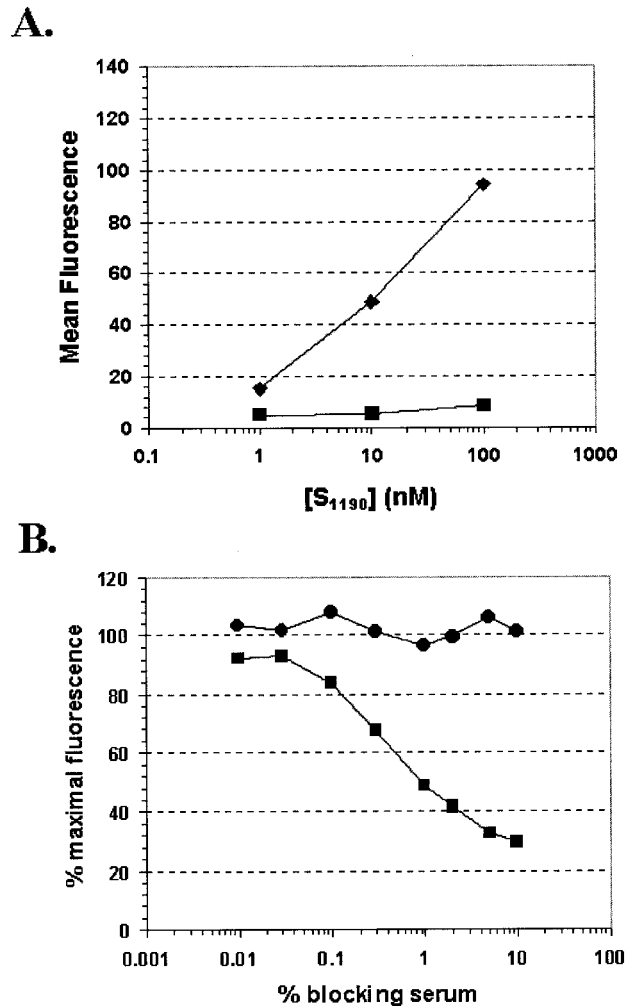 A.
140
120
100
80
60
40
20
0
Mean Fluorescence
0.1 1 10 100 1000
[S1190] (nM)
B.
120
100
80
60
40
20
0
% maximal fluorescence
0.001 0.01 0.1 1 10 100
% blocking serum